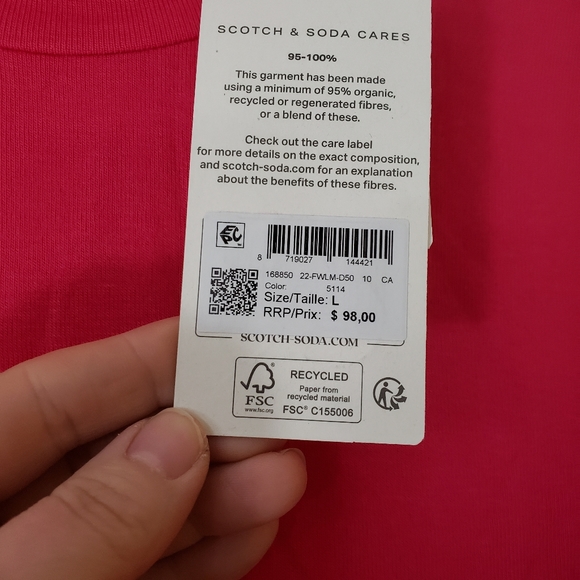 SCOTCH & SODA CARES
95-100%
This garment has been made
using a minimum of 95% organic,
recycled or regenerated fibres,
or a blend of these.
Check out the care label
for more details on the exact composition,
and scotch-soda.com for an explanation
about the benefits of these fibres.
EPC
8 719027 144421
168850 22-FWLM-D50 10 CA
Color: 5114
Size/Taille: L
RRP/Prix: $ 98,00
SCOTCH-SODA.COM
FSC
www.fsc.org
RECYCLED
Paper from
recycled material
FSC® C155006